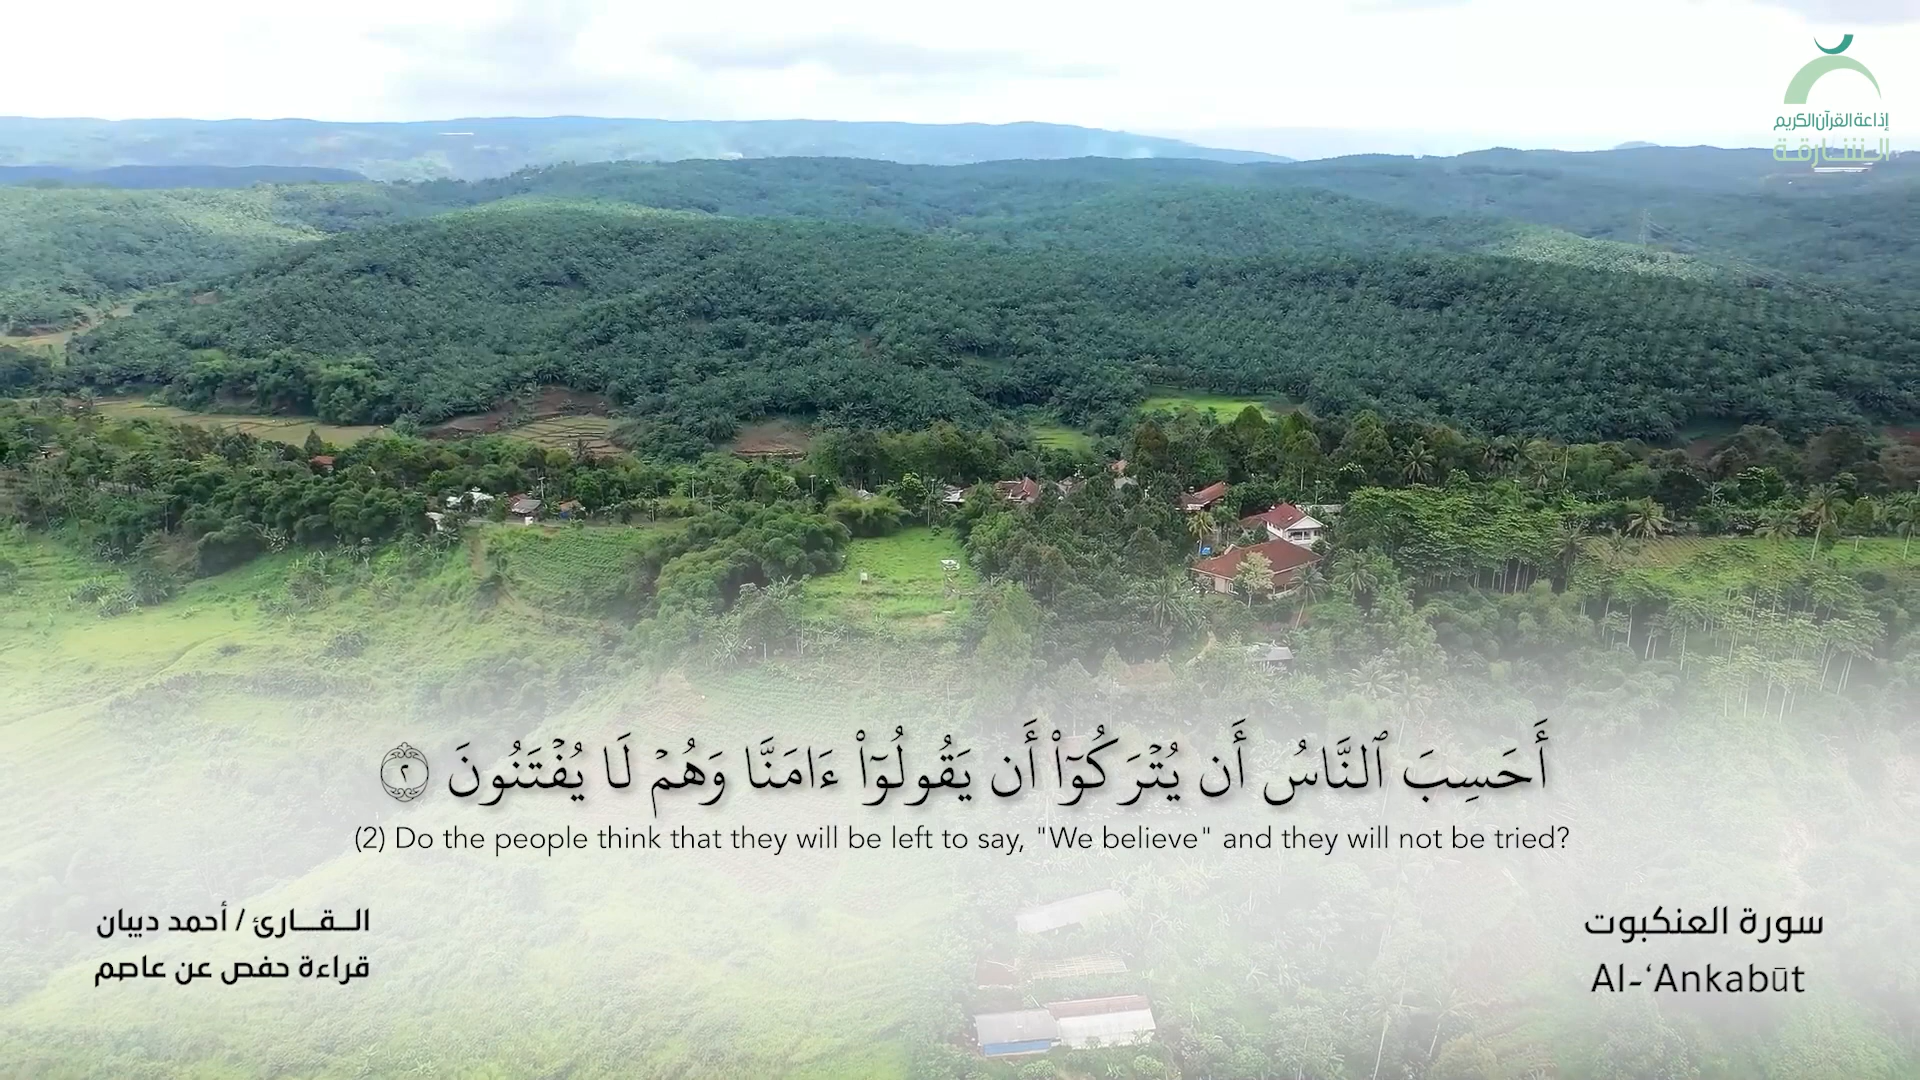 إذاعة القرآن الكريم
الشارقة
أَحَسِبَ ٱلنَّاسُ أَن يُتْرَكُوٓا۟ أَن يَقُولُوٓا۟ ءَامَنَّا وَهُمْ لَا يُفْتَنُونَ ٢
(2) Do the people think that they will be left to say, "We believe" and they will not be tried?
سورة العنكبوت
Al-‘Ankabūt
القارئ / أحمد ديبان
قراءة حفص عن عاصم